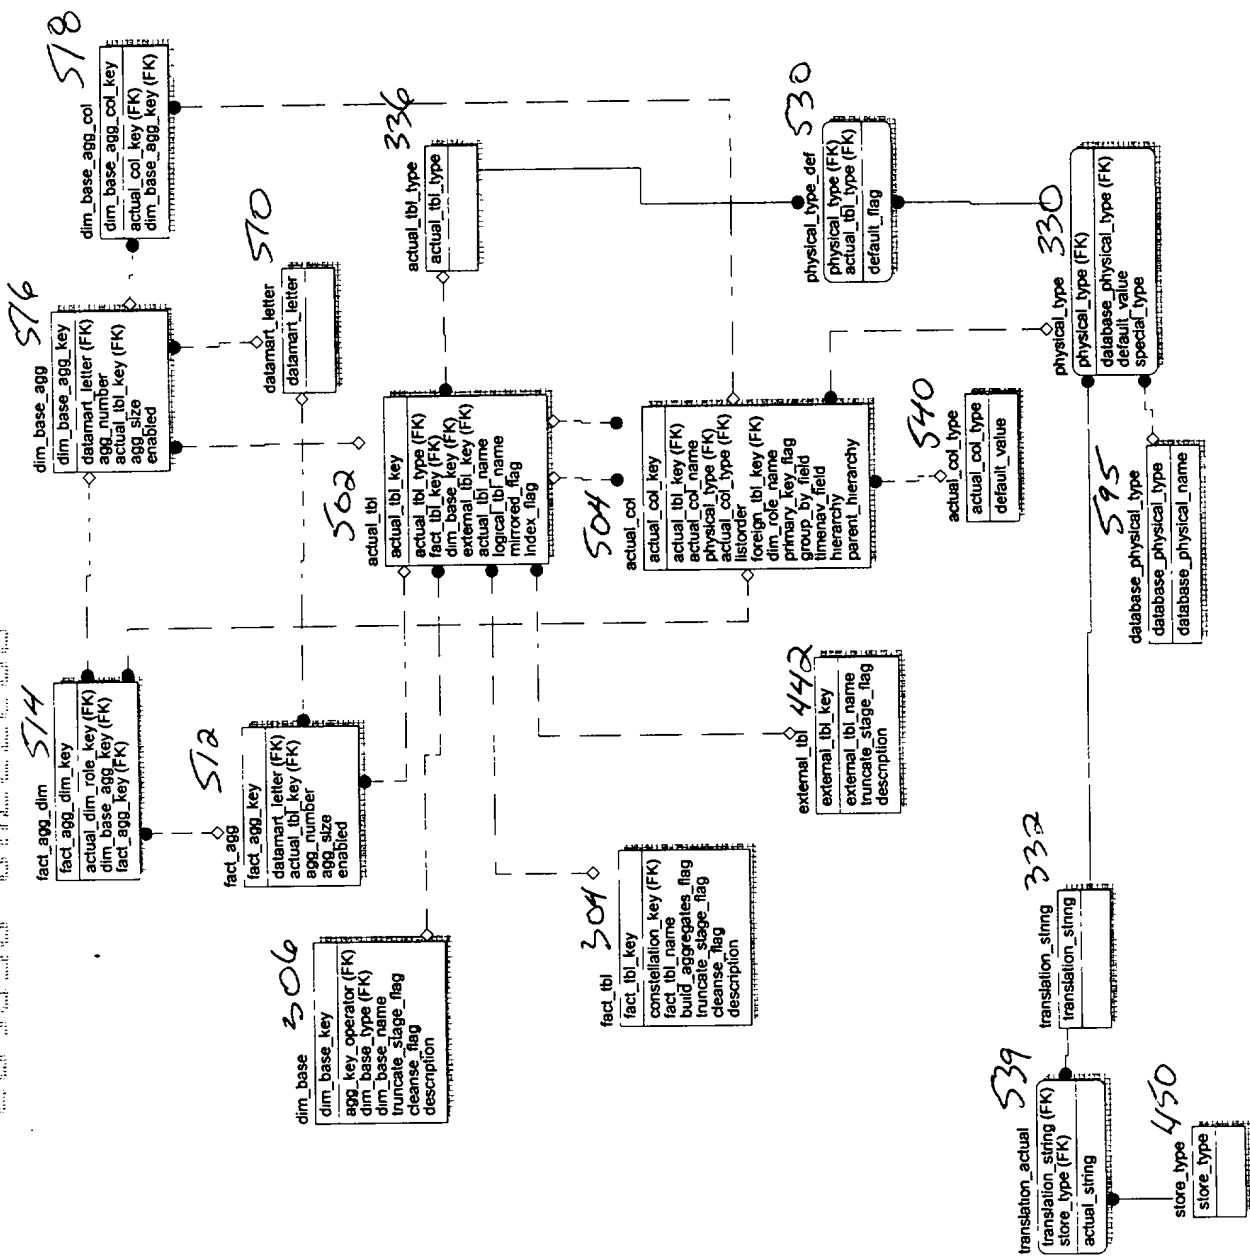 dim_base_agg_col 518
dim_base_agg_col_key
actual_col_key (FK)
dim_base_agg_key (FK)
dim_base_agg 576
dim_base_agg_key
datamart_letter (FK)
agg_number
actual_tbl_key (FK)
agg_size
enabled
datamart_letter 570
datamart_letter
actual_tbl_type 336
actual_tbl_type
physical_type_def 530
physical_type (FK)
actual_tbl_type (FK)
default_flag
physical_type 330
physical_type (FK)
database_physical_type (FK)
default_value
special_type
actual_tbl 502
actual_tbl_key
actual_tbl_type (FK)
fact_tbl_key (FK)
dim_base_key (FK)
external_tbl_key (FK)
actual_tbl_name
logical_tbl_name
mirrored_flag
index_flag
actual_col 504
actual_col_key
actual_tbl_key (FK)
actual_col_name
physical_type (FK)
actual_col_type (FK)
listorder
foreign_tbl_key (FK)
dim_role_name
primary_key_flag
group_by_field
timenav_field
hierarchy
parent_hierarchy
actual_col_type 540
actual_col_type
default_value
database_physical_type 595
database_physical_type
database_physical_name
fact_agg_dim 514
fact_agg_dim_key
actual_dim_role_key (FK)
dim_base_agg_key (FK)
fact_agg_key (FK)
fact_agg 512
fact_agg_key
datamart_letter (FK)
actual_tbl_key (FK)
agg_number
agg_size
enabled
external_tbl 442
external_tbl_key
external_tbl_name
truncate_stage_flag
description
dim_base 306
dim_base_key
agg_key_operator (FK)
dim_base_type (FK)
dim_base_name
truncate_stage_flag
cleanse_flag
description
fact_tbl 304
fact_tbl_key
constellation_key (FK)
fact_tbl_name
build_aggregates_flag
truncate_stage_flag
cleanse_flag
description
translation_string 332
translation_string
translation_actual 539
translation_string (FK)
store_type (FK)
actual_string
store_type 450
store_type